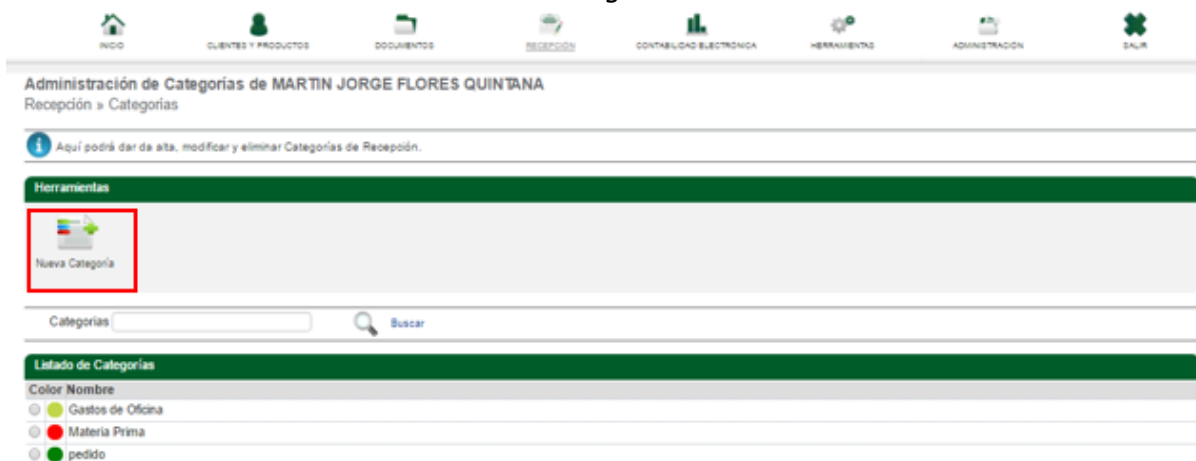 INICIO CLIENTES Y PRODUCTOS DOCUMENTOS RECEPCIÓN CONTABILIDAD ELECTRÓNICA HERRAMIENTAS ADMINISTRACIÓN SALIR
Administración de Categorías de MARTIN JORGE FLORES QUINTANA
Recepción » Categorías
Aquí podrá dar da alta, modificar y eliminar Categorías de Recepción.
Herramientas
Nueva Categoría
Categorias Buscar
Listado de Categorías
Color Nombre
Gastos de Oficina
Materia Prima
pedido